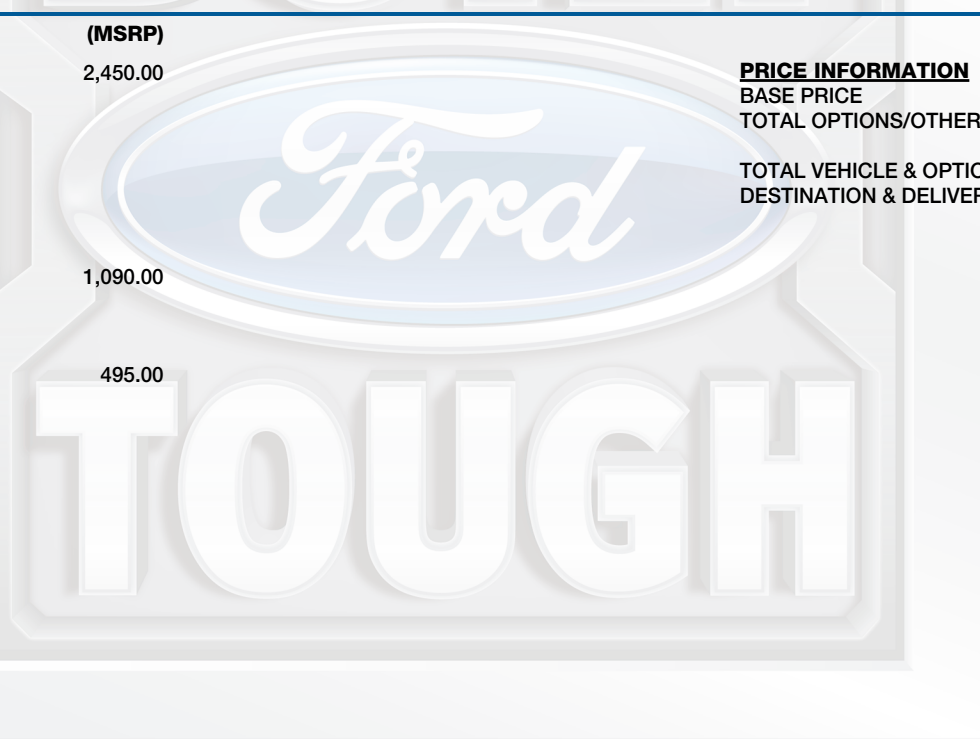 (MSRP)
2,450.00
1,090.00
495.00
PRICE INFORMATION
BASE PRICE
TOTAL OPTIONS/OTHER
TOTAL VEHICLE & OPTIO
DESTINATION & DELIVER
Ford
TOUGH